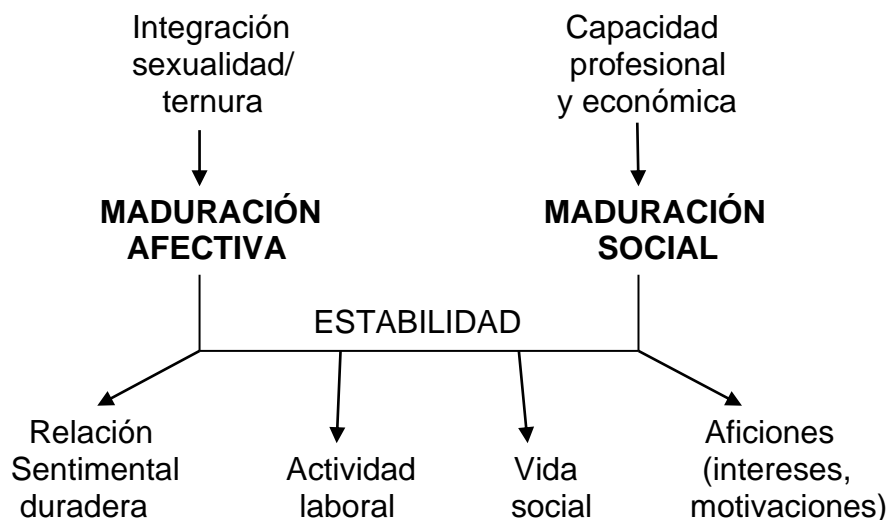 Integración
sexualidad/
ternura
Capacidad
profesional
y económica
MADURACIÓN
AFECTIVA
MADURACIÓN
SOCIAL
ESTABILIDAD
Relación
Sentimental
duradera
Actividad
laboral
Vida
social
Aficiones
(intereses,
motivaciones)